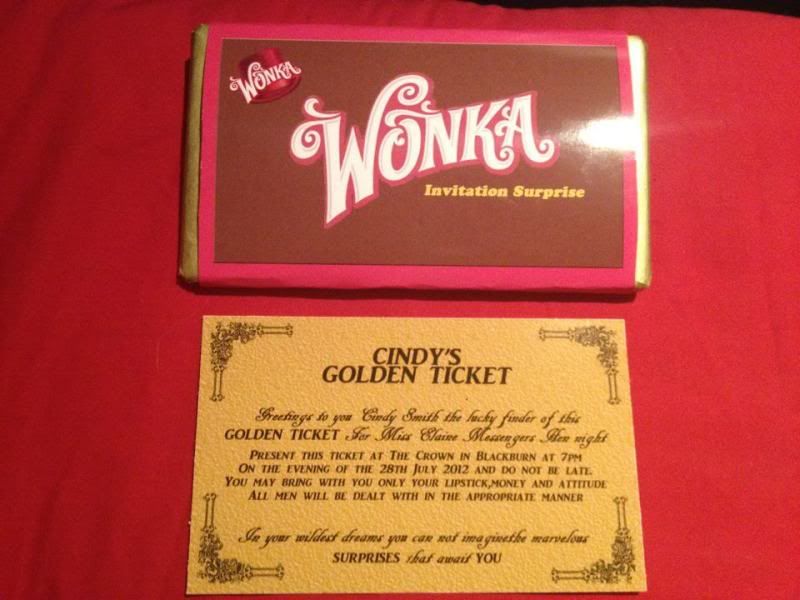 WONKA
WONKA
Invitation Surprise
CINDY'S
GOLDEN TICKET
Greetings to you Cindy Smith the lucky finder of this
GOLDEN TICKET For Miss Elaine Messengers Hen night
PRESENT THIS TICKET AT THE CROWN IN BLACKBURN AT 7PM
ON THE EVENING OF THE 28TH JULY 2012 AND DO NOT BE LATE.
YOU MAY BRING WITH YOU ONLY YOUR LIPSTICK,MONEY AND ATTITUDE
ALL MEN WILL BE DEALT WITH IN THE APPROPRIATE MANNER
In your wildest dreams you can not imaginethe marvelous
SURPRISES that await YOU